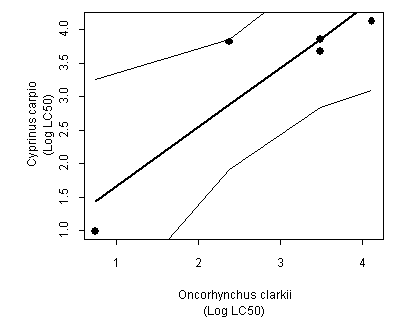 Cyprinus carpio
(Log LC50)
4.0
3.5
3.0
2.5
2.0
1.5
1.0
1 2 3 4
Oncorhynchus clarkii
(Log LC50)